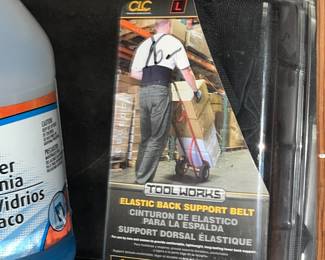 CLC
L
TOOLWORKS
ELASTIC BACK SUPPORT BELT
CINTURON DE ELASTICO
PARA LA ESPALDA
SUPPORT DORSAL ÉLASTIQUE
er
nia
Vidrios
aco